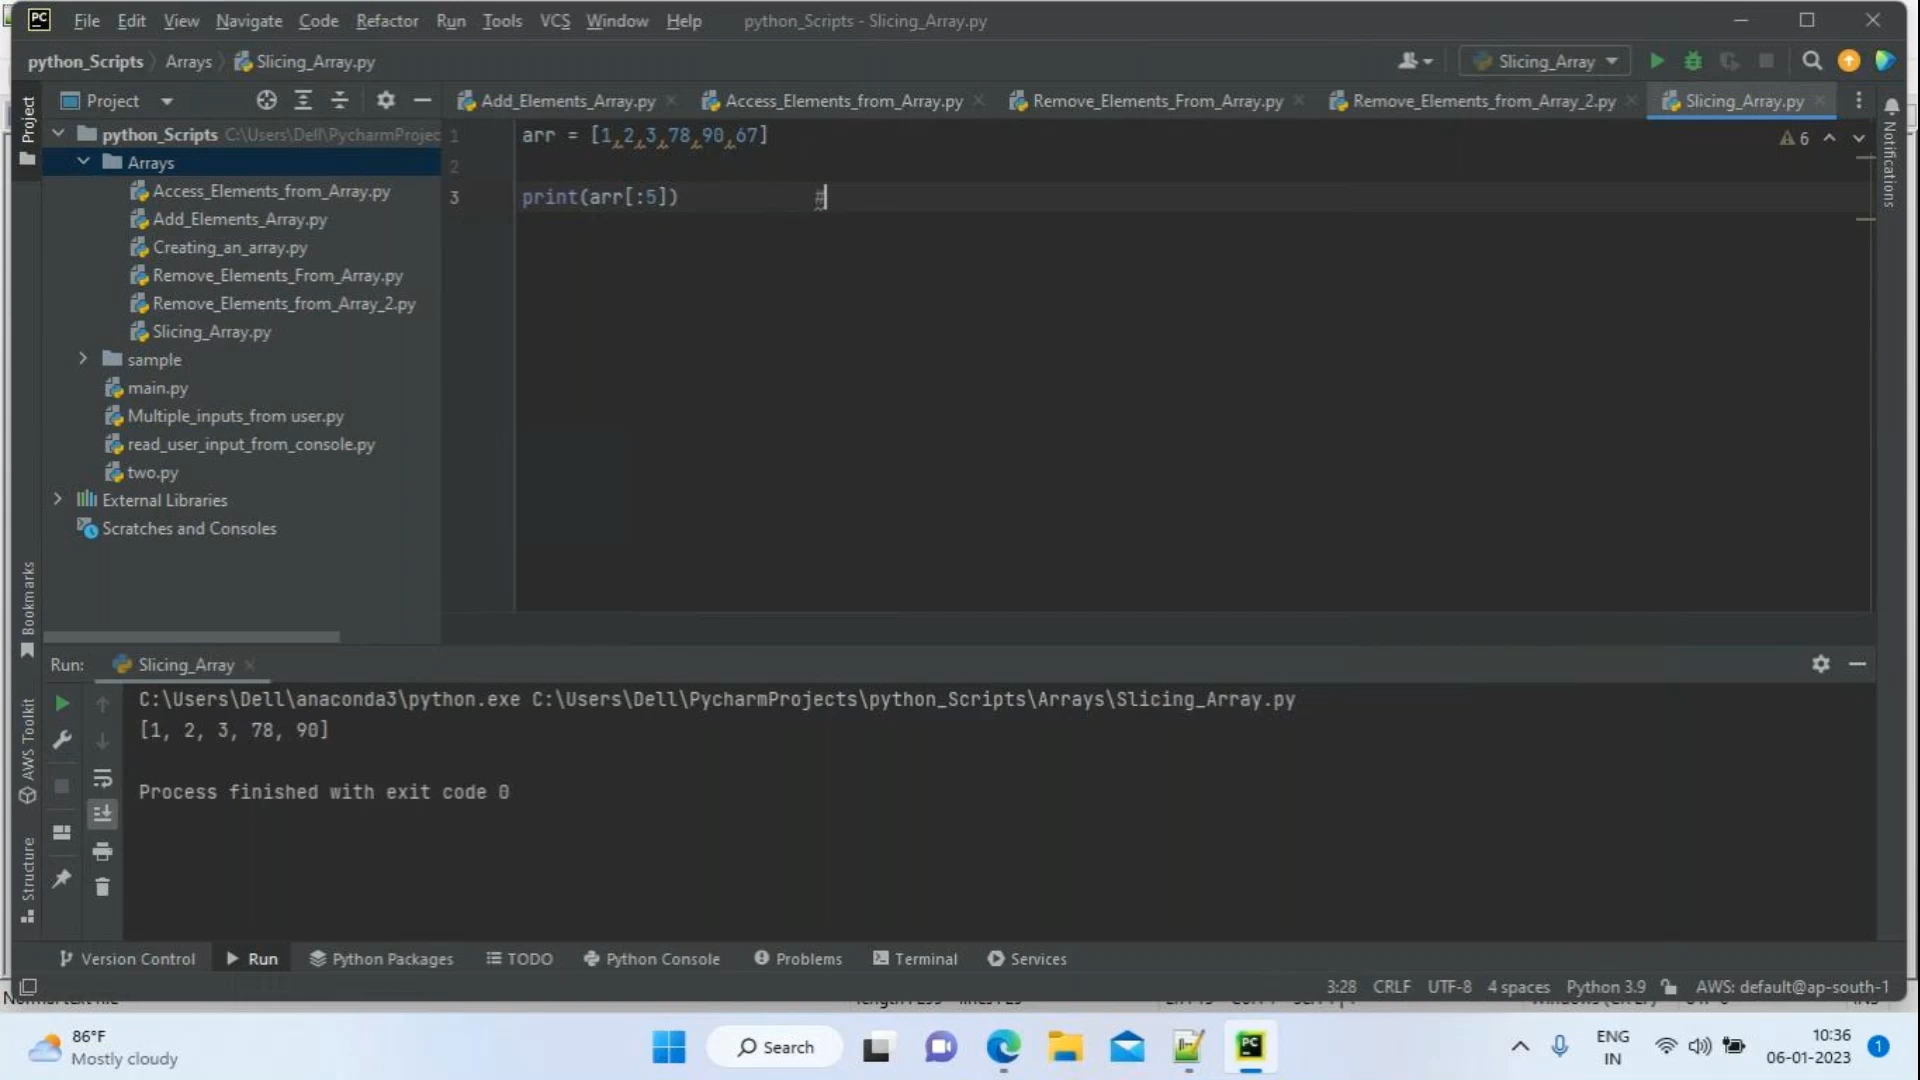 PC File Edit View Navigate Code Refactor Run Tools VCS Window Help python_Scripts - Slicing_Array.py
python_Scripts Arrays Slicing_Array.py Slicing_Array
Project Add_Elements_Array.py Access_Elements_from_Array.py Remove_Elements_From_Array.py Remove_Elements_from_Array_2.py Slicing_Array.py
Project
Notifications
python_Scripts C:\Users\Dell\PycharmProjec
Arrays
Access_Elements_from_Array.py
Add_Elements_Array.py
Creating_an_array.py
Remove_Elements_From_Array.py
Remove_Elements_from_Array_2.py
Slicing_Array.py
sample
main.py
Multiple_inputs_from user.py
read_user_input_from_console.py
two.py
External Libraries
Scratches and Consoles
1 arr = [1,2,3,78,90,67]
2
3 print(arr[:5]) #
6
Bookmarks
AWS Toolkit
Structure
Run: Slicing_Array
C:\Users\Dell\anaconda3\python.exe C:\Users\Dell\PycharmProjects\python_Scripts\Arrays\Slicing_Array.py
[1, 2, 3, 78, 90]
Process finished with exit code 0
Version Control Run Python Packages TODO Python Console Problems Terminal Services
3:28 CRLF UTF-8 4 spaces Python 3.9 AWS: default@ap-south-1
86°F
Mostly cloudy
Search
PC
ENG
IN
10:36
06-01-2023
1